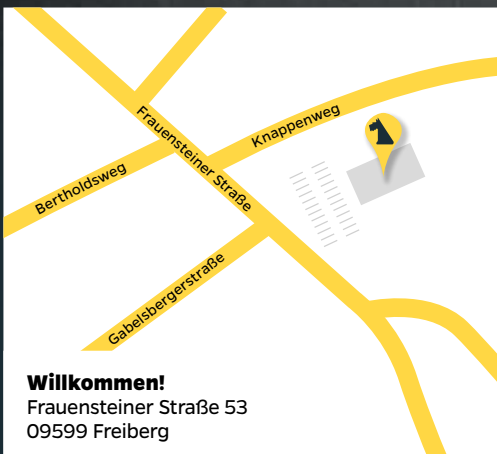 Frauensteiner Straße
Knappenweg
Bertholdsweg
Gabelsbergerstraße
Willkommen!
Frauensteiner Straße 53
09599 Freiberg